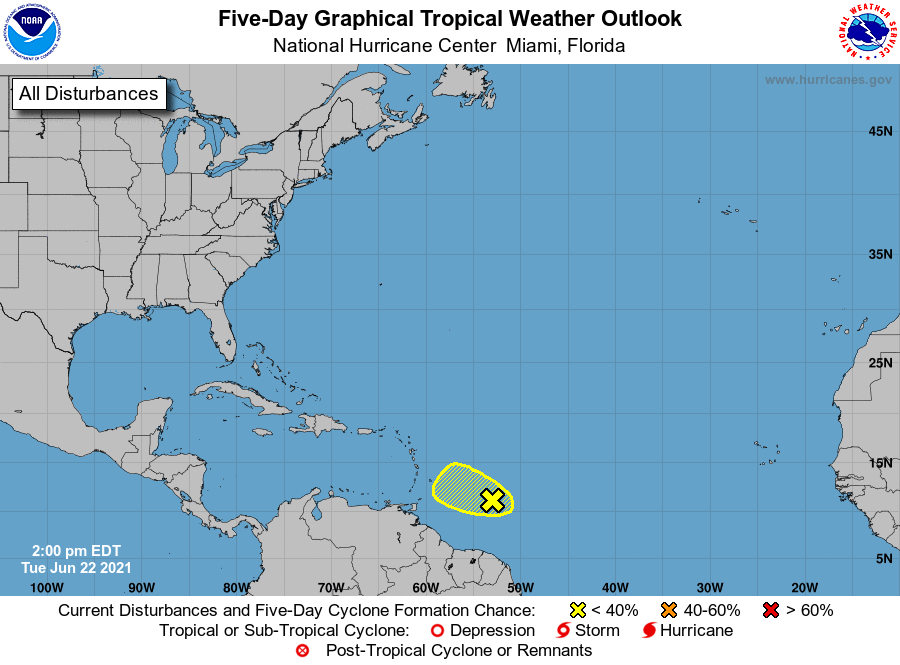 Five-Day Graphical Tropical Weather Outlook
National Hurricane Center Miami, Florida
NOAA
NATIONAL WEATHER SERVICE
www.hurricanes.gov
All Disturbances
45N
35N
25N
15N
5N
2:00 pm EDT
Tue Jun 22 2021
100W 90W 80W 70W 60W 50W 40W 30W 20W
Current Disturbances and Five-Day Cyclone Formation Chance: < 40% 40-60% > 60%
Tropical or Sub-Tropical Cyclone: Depression Storm Hurricane
Post-Tropical Cyclone or Remnants